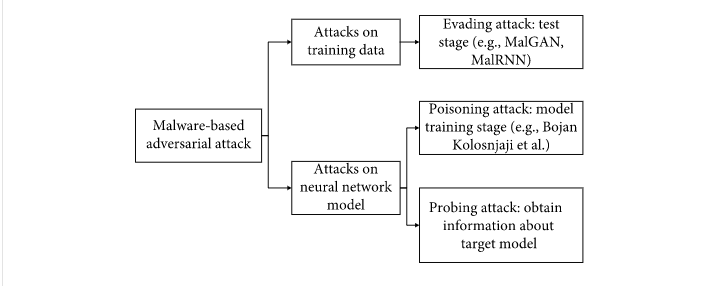 Malware-based
adversarial attack
Attacks on
training data
Evading attack: test
stage (e.g., MalGAN,
MalRNN)
Attacks on
neural network
model
Poisoning attack: model
training stage (e.g., Bojan
Kolosnjaji et al.)
Probing attack: obtain
information about
target model